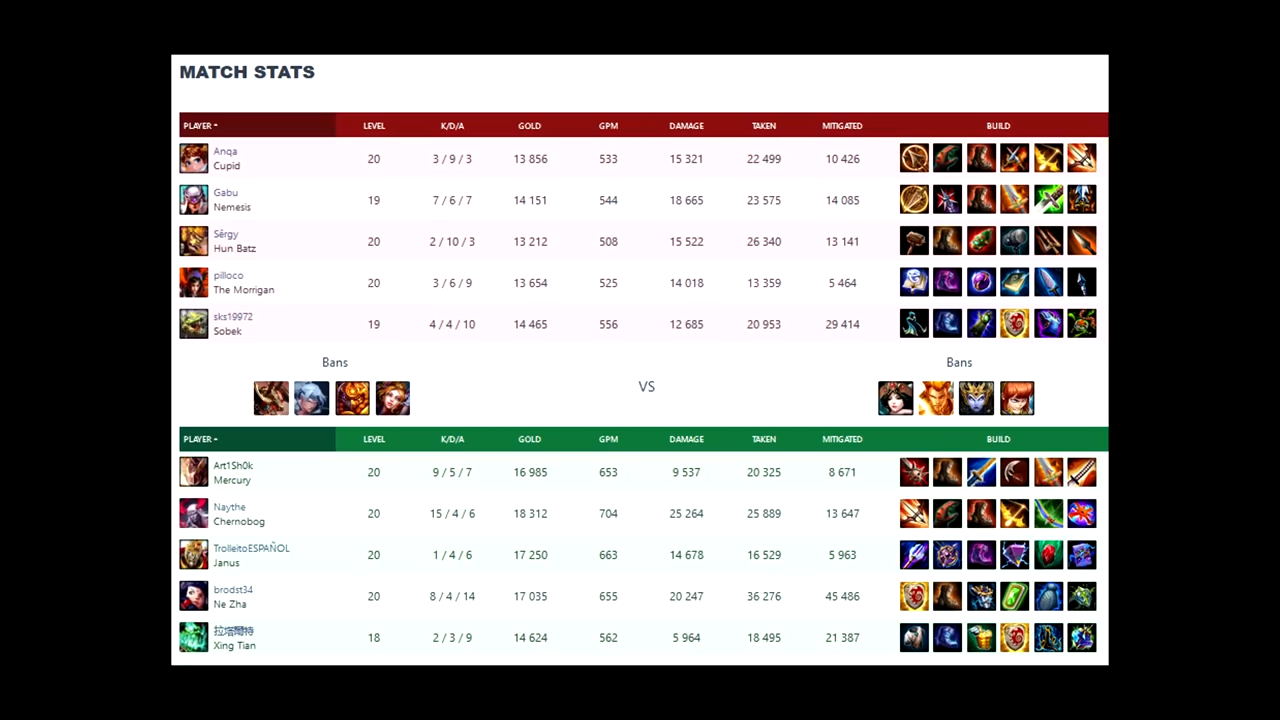 MATCH STATS
PLAYER LEVEL K/D/A GOLD GPM DAMAGE TAKEN MITIGATED BUILD
Anqa
Cupid 20 3 / 9 / 3 13 856 533 15 321 22 499 10 426
Gabu
Nemesis 19 7 / 6 / 7 14 151 544 18 665 23 575 14 085
Sêrgy
Hun Batz 20 2 / 10 / 3 13 212 508 15 522 26 340 13 141
pilloco
The Morrigan 20 3 / 6 / 9 13 654 525 14 018 13 359 5 464
sks19972
Sobek 19 4 / 4 / 10 14 465 556 12 685 20 953 29 414
Bans Bans
VS
PLAYER LEVEL K/D/A GOLD GPM DAMAGE TAKEN MITIGATED BUILD
Art1Sh0k
Mercury 20 9 / 5 / 7 16 985 653 9 537 20 325 8 671
Naythe
Chernobog 20 15 / 4 / 6 18 312 704 25 264 25 889 13 647
TrolleitoESPAÑOL
Janus 20 1 / 4 / 6 17 250 663 14 678 16 529 5 963
brodst34
Ne Zha 20 8 / 4 / 14 17 035 655 20 247 36 276 45 486
拉塔爾特
Xing Tian 18 2 / 3 / 9 14 624 562 5 964 18 495 21 387